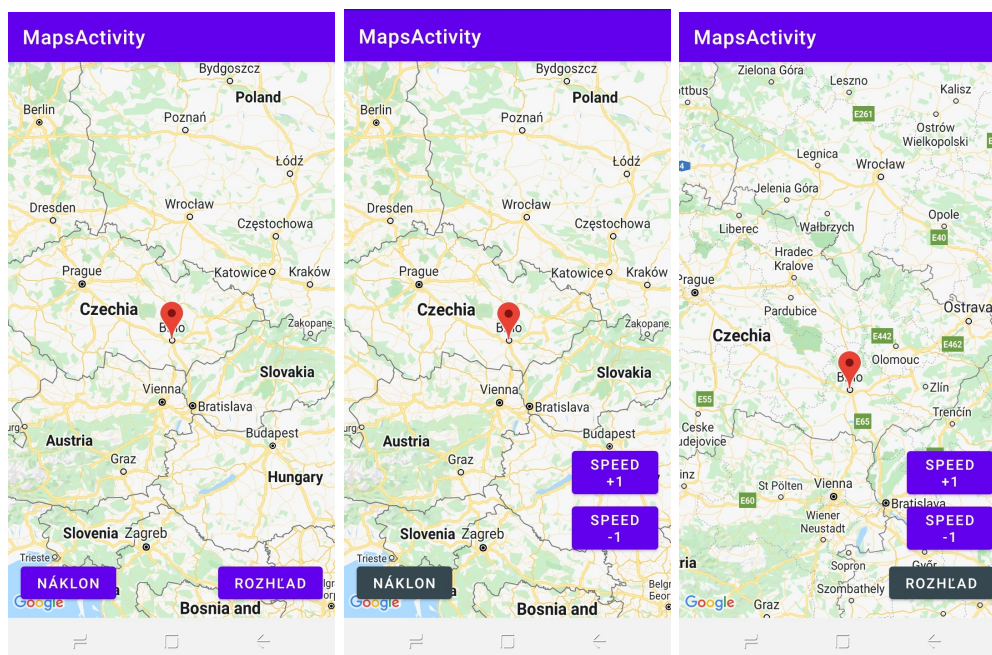 MapsActivity
Bydgoszcz
Poland
Berlin
Poznań
Łódź
Dresden
Wrocław
Częstochowa
Prague
Katowice
Kraków
Czechia
Zakopane
Slovakia
Vienna
Bratislava
Budapest
Austria
Graz
Hungary
Slovenia
Zagreb
Trieste
NÁKLON
ROZHĽAD
Google
Bosnia and
MapsActivity
Bydgoszcz
Poland
Berlin
Poznań
Łódź
Dresden
Wrocław
Częstochowa
Prague
Katowice
Kraków
Czechia
Zakopane
Slovakia
Vienna
Bratislava
Budapest
Austria
Graz
SPEED
+1
Hungary
SPEED
-1
Slovenia
Zagreb
Trieste
NÁKLON
Google
Bosnia and
MapsActivity
Zielona Góra
Leszno
Kalisz
E261
Ostrów
Wielkopolski
Legnica
Wrocław
4
Jelenia Góra
Opole
Liberec
Wałbrzych
E40
Hradec
Kralove
Prague
Pardubice
Ostrava
Czechia
E442
E462
Olomouc
Zlín
E55
Trenčín
E65
SPEED
+1
St Pölten
Vienna
E60
Bratislava
Wiener
Neustadt
SPEED
-1
Sopron
Győr
Szombathely
ROZHĽAD
Google
Graz